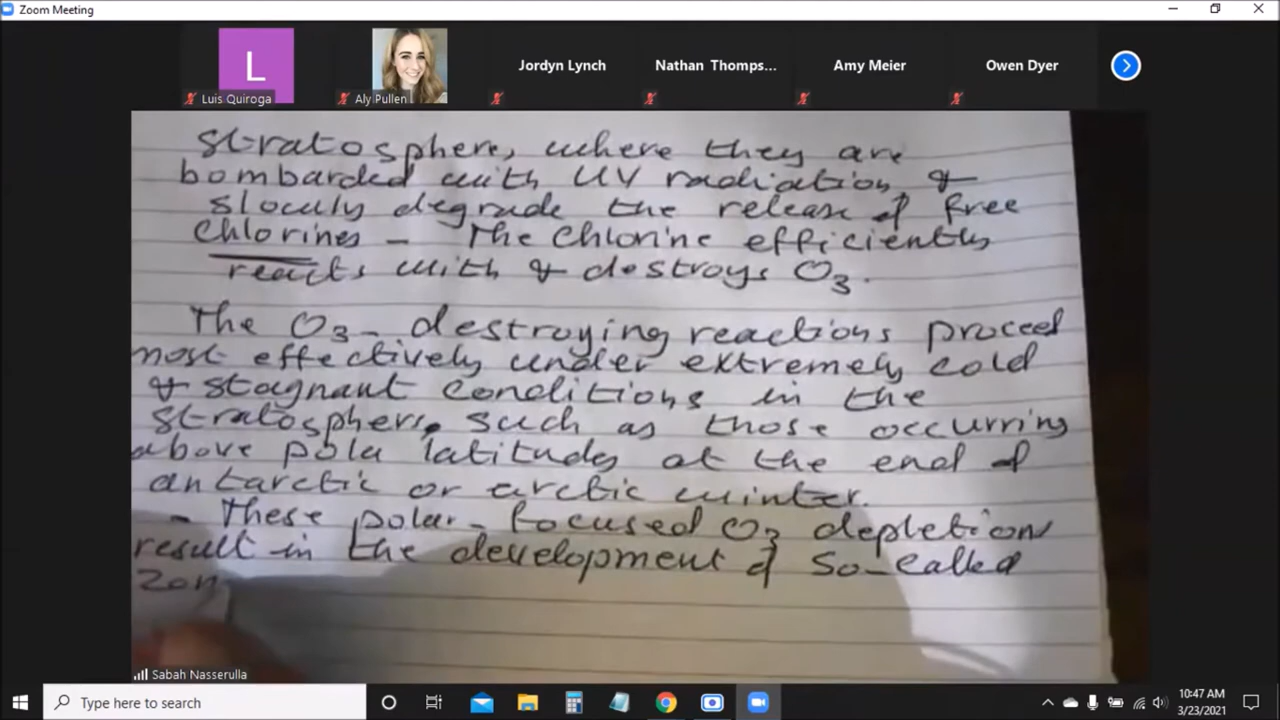 Zoom Meeting
L
Luis Quiroga
Aly Pullen
Jordyn Lynch
Nathan Thomps...
Amy Meier
Owen Dyer
stratosphere, where they are
bombarded with UV radiation, &
slowly degrade the release of free
chlorines - The chlorine efficiently
reacts with & destroys O3.
The O3- destroying reactions proceed
most effectively under extremely cold
& stagnant conditions in the
stratosphere such as those occurring
above polar latitudes at the end of
antarctic or arctic winter.
- These polar- focused O3 depletion
result in the development of So-called
Zon
Sabah Nasserulla
Type here to search
10:47 AM
3/23/2021